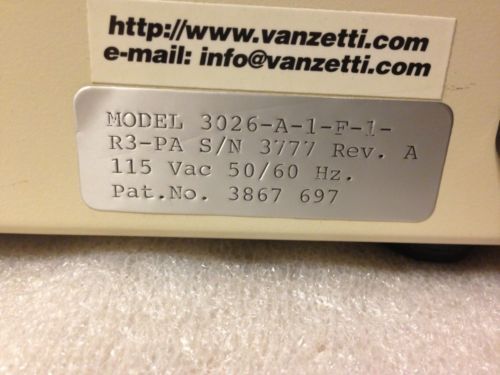 http://www.vanzetti.com
e-mail: info@vanzetti.com
MODEL 3026-A-1-F-1-
R3-PA S/N 3777 Rev. A
115 Vac 50/60 Hz.
Pat.No. 3867 697